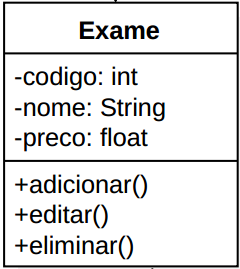 Exame
-codigo: int
-nome: String
-preco: float
+adicionar()
+editar()
+eliminar()